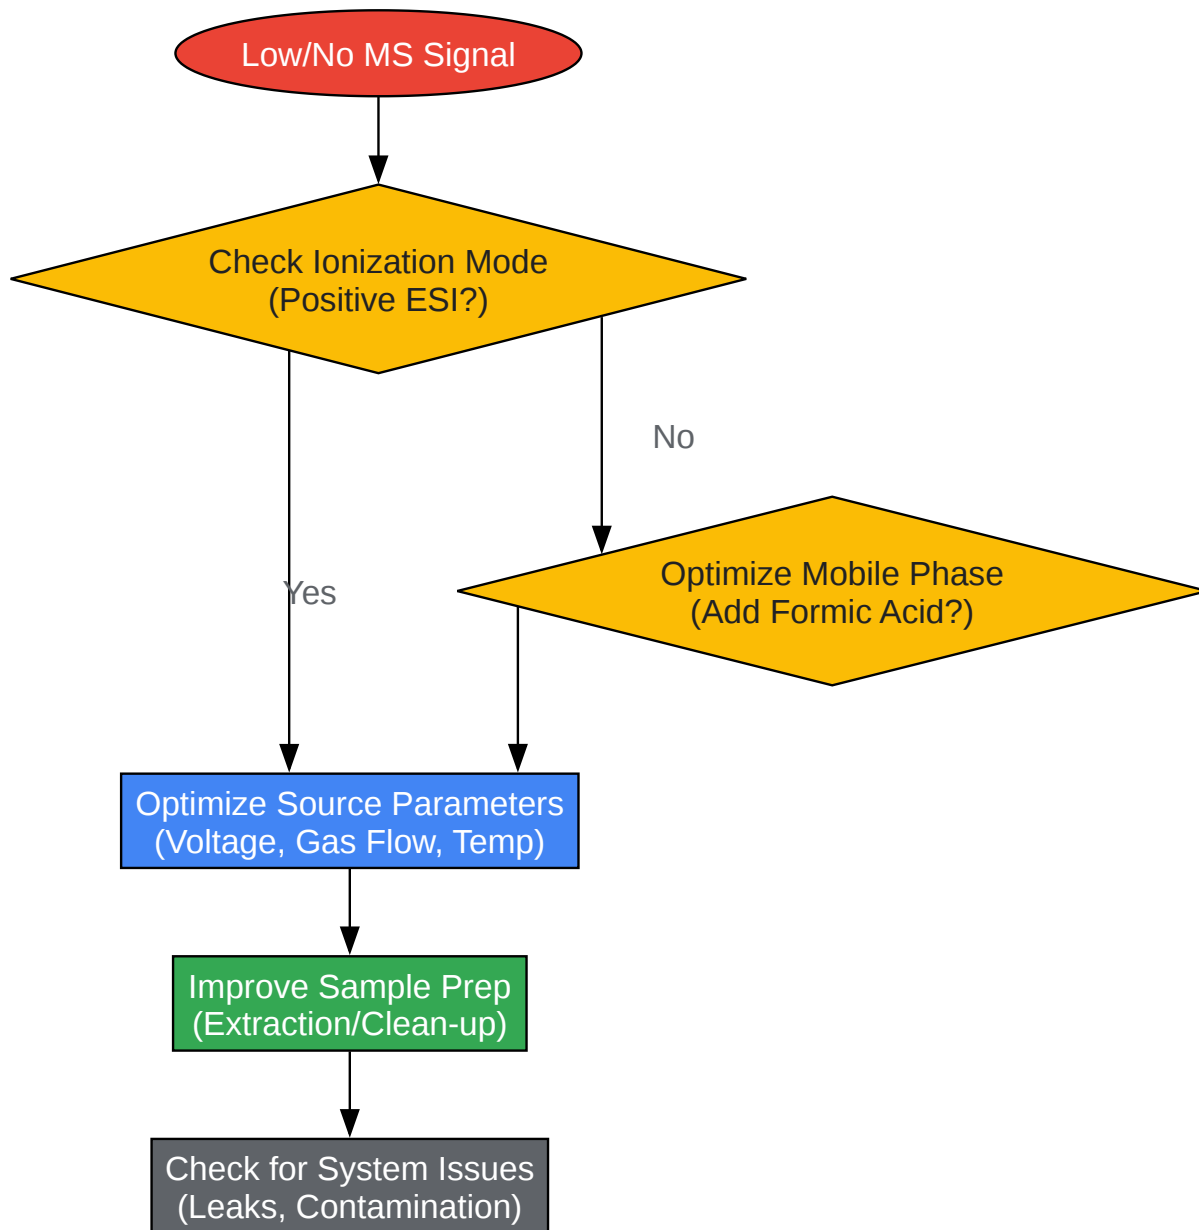 Low/No MS Signal
Check Ionization Mode
(Positive ESI?)
No
Optimize Mobile Phase
(Add Formic Acid?)
Yes
Optimize Source Parameters
(Voltage, Gas Flow, Temp)
Improve Sample Prep
(Extraction/Clean-up)
Check for System Issues
(Leaks, Contamination)